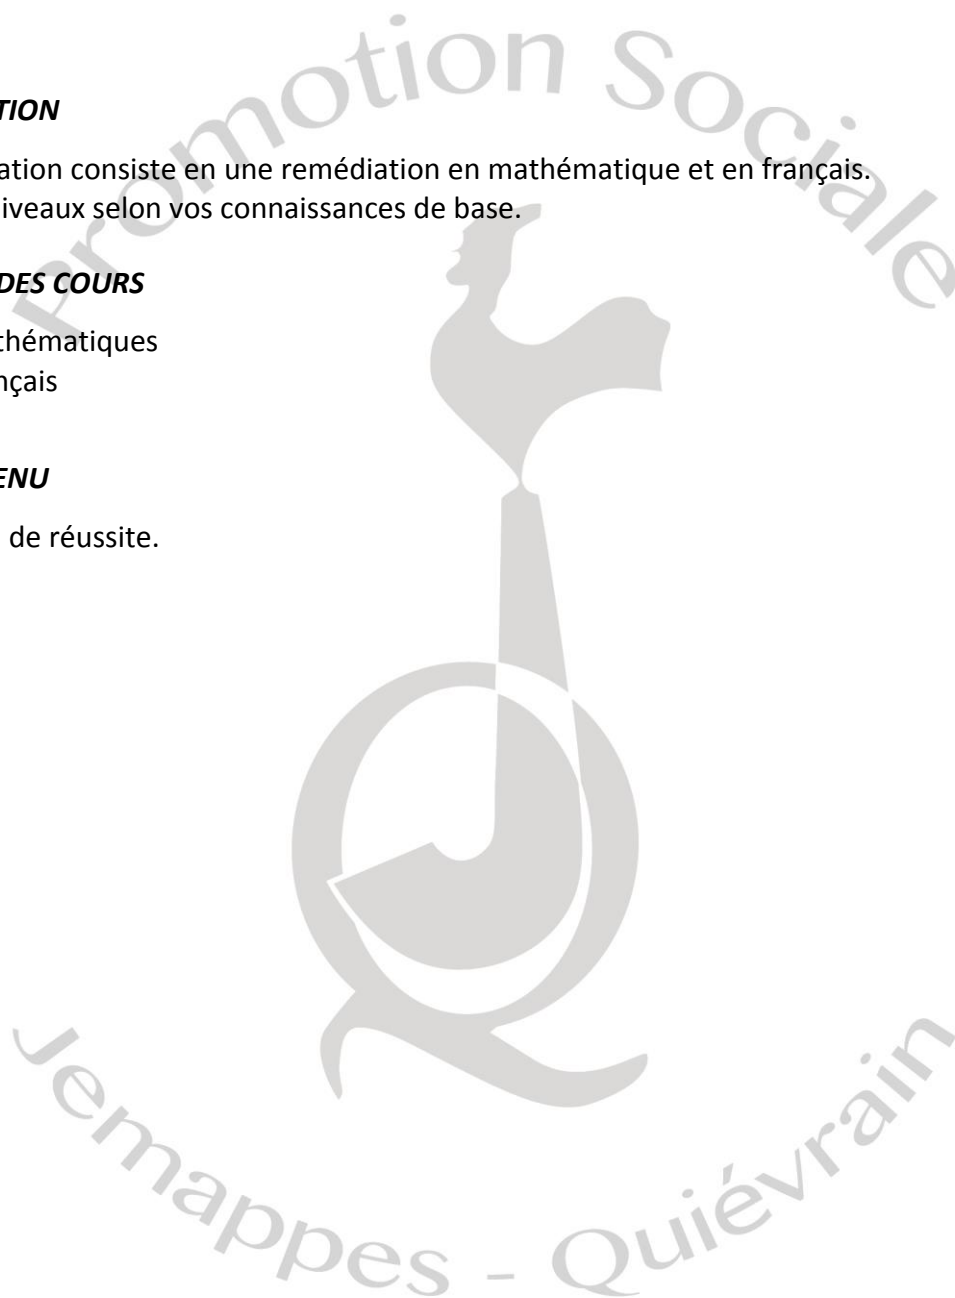 Promotion Sociale
TION
ation consiste en une remédiation en mathématique et en français.
iveaux selon vos connaissances de base.
DES COURS
thématiques
nçais
ENU
de réussite.
Jemappes - Quiévrain